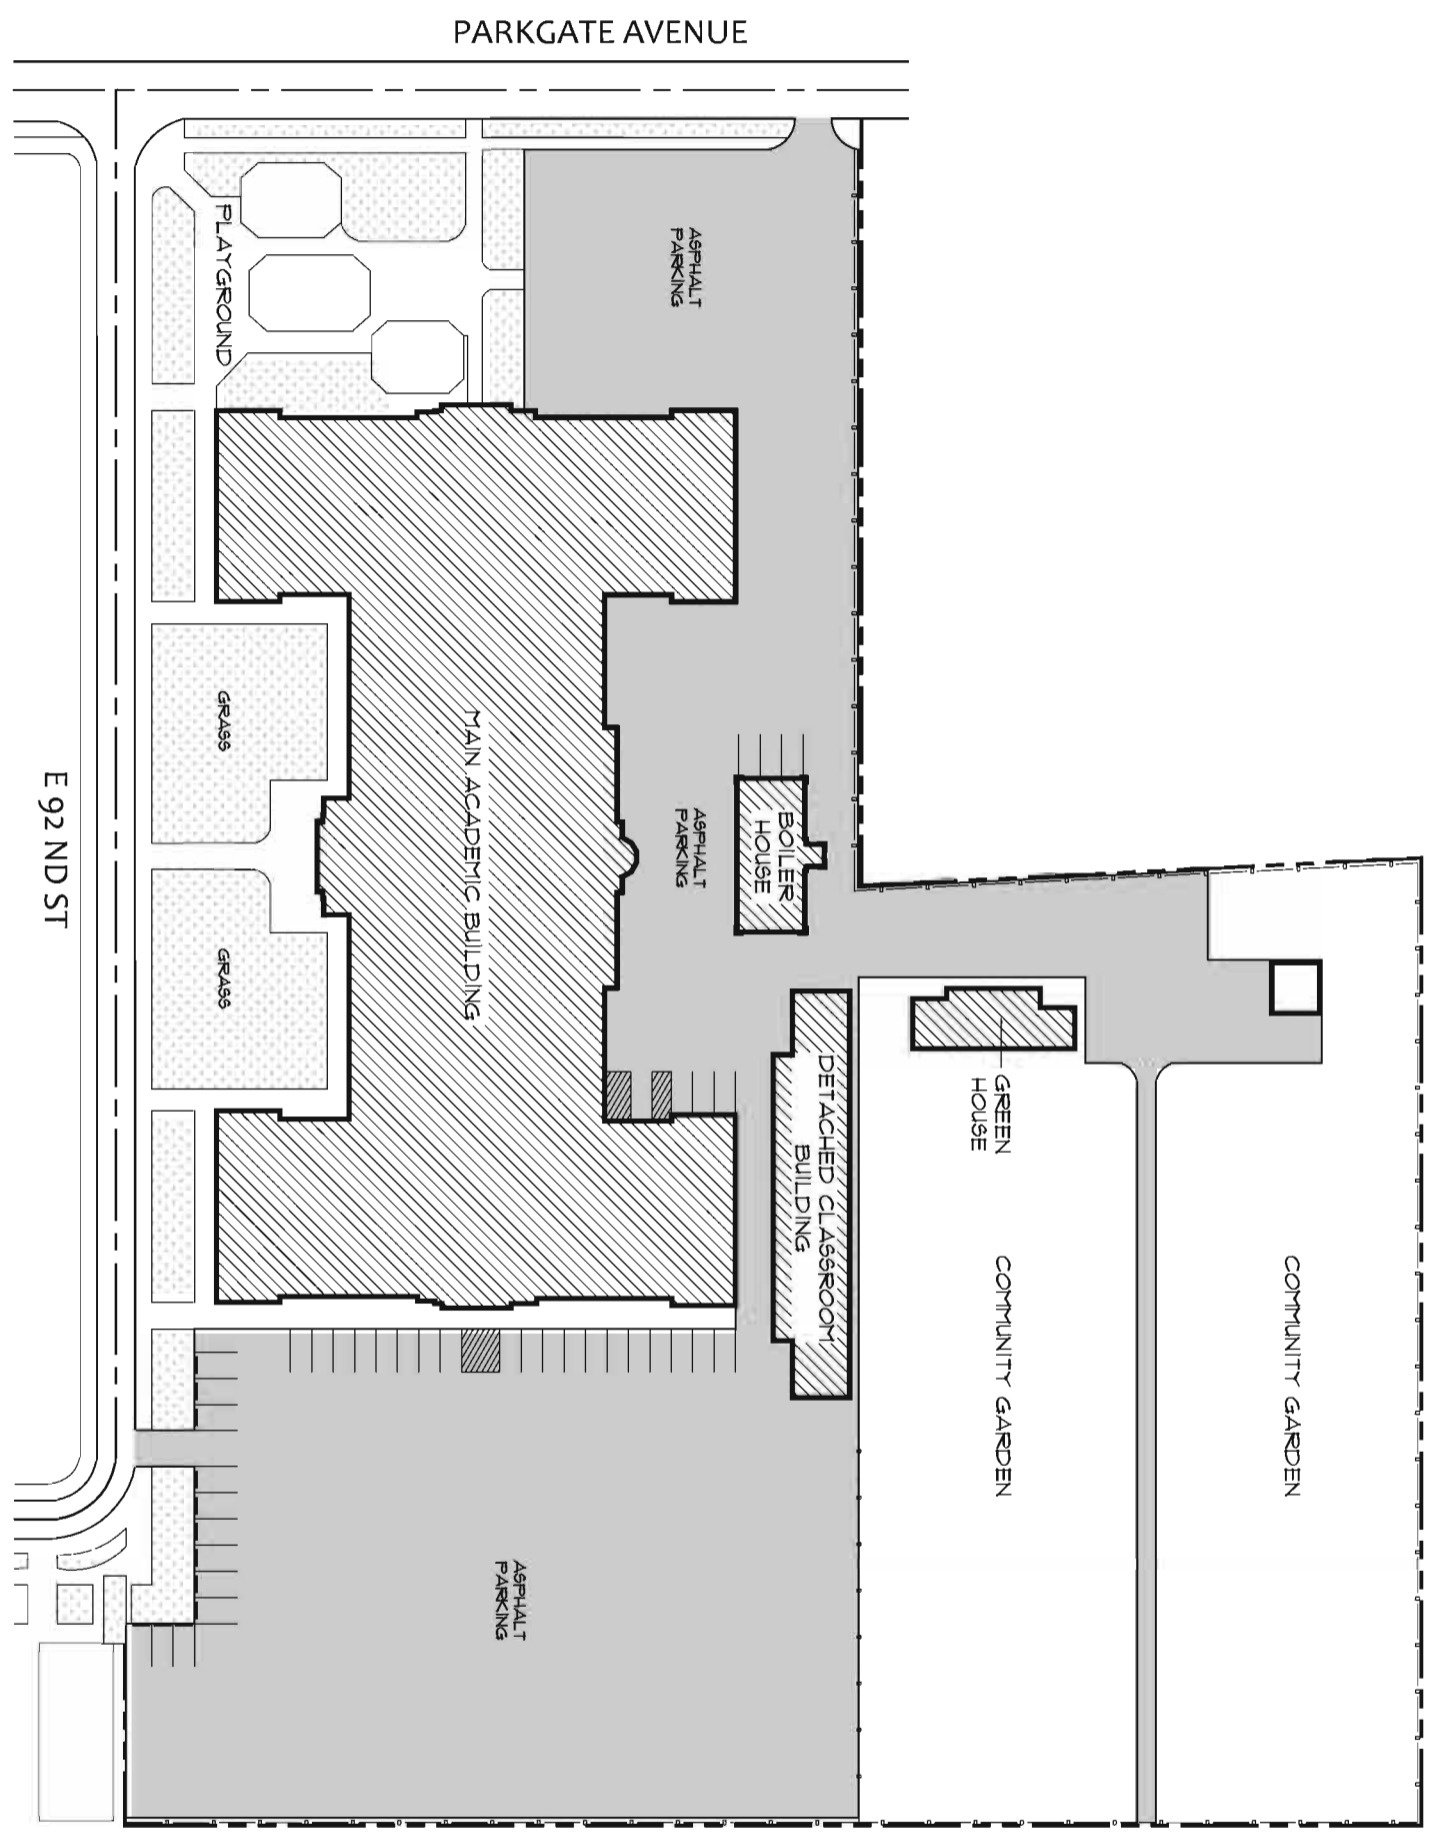 PARKGATE AVENUE
ASPHALT
PARKING
PLAYGROUND
GRASS
MAIN ACADEMIC BUILDING
ASPHALT
PARKING
BOILER
HOUSE
E 92 ND ST
GRASS
GREEN
HOUSE
DETACHED CLASSROOM
BUILDING
COMMUNITY GARDEN
COMMUNITY GARDEN
ASPHALT
PARKING